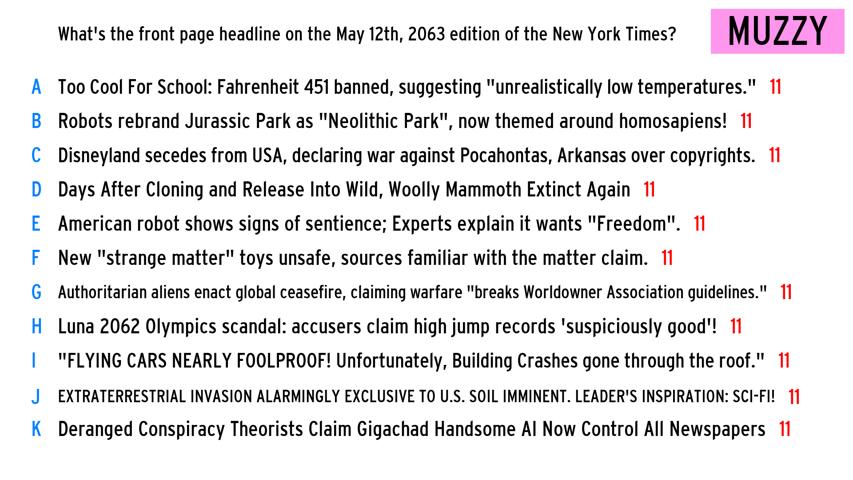 What's the front page headline on the May 12th, 2063 edition of the New York Times?
MUZZY
A Too Cool For School: Fahrenheit 451 banned, suggesting "unrealistically low temperatures." 11
B Robots rebrand Jurassic Park as "Neolithic Park", now themed around homosapiens! 11
C Disneyland secedes from USA, declaring war against Pocahontas, Arkansas over copyrights. 11
D Days After Cloning and Release Into Wild, Woolly Mammoth Extinct Again 11
E American robot shows signs of sentience; Experts explain it wants "Freedom". 11
F New "strange matter" toys unsafe, sources familiar with the matter claim. 11
G Authoritarian aliens enact global ceasefire, claiming warfare "breaks Worldowner Association guidelines." 11
H Luna 2062 Olympics scandal: accusers claim high jump records 'suspiciously good'! 11
I "FLYING CARS NEARLY FOOLPROOF! Unfortunately, Building Crashes gone through the roof." 11
J EXTRATERRESTRIAL INVASION ALARMINGLY EXCLUSIVE TO U.S. SOIL IMMINENT. LEADER'S INSPIRATION: SCI-FI! 11
K Deranged Conspiracy Theorists Claim Gigachad Handsome AI Now Control All Newspapers 11